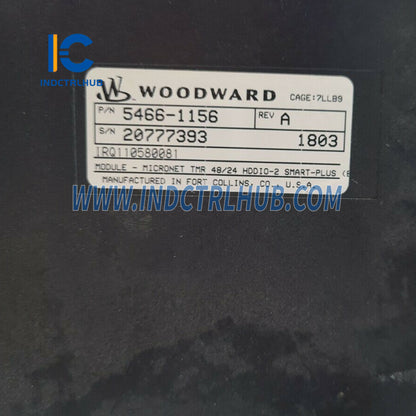 INDCTRLHUB
WOODWARD CAGE:7LLB9
P/N 5466-1156 REV A
S/N 20777393 1803
IRQ110580081
MODULE - MICRONET TMR 48/24 HDDIO-2 SMART-PLUS (
MANUFACTURED IN FORT COLLINS, CO, U.S.A.
WWW.INDCTRLHUB.COM